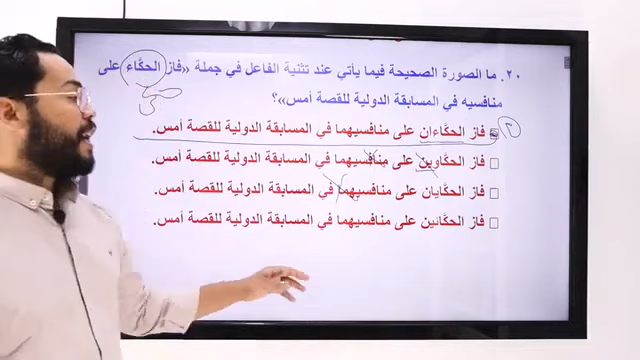 ٢٠. ما الصورة الصحيحة فيما يأتي عند تثنية الفاعل في جملة «فاز الحكَّاء على
منافسيه في المسابقة الدولية للقصة أمس»؟
فاز الحكَّاءان على منافسيهما في المسابقة الدولية للقصة أمس.
فاز الحكَّاوين على منافسيهما في المسابقة الدولية للقصة أمس.
فاز الحكَّايان على منافسيهما في المسابقة الدولية للقصة أمس.
فاز الحكَّائين على منافسيهما في المسابقة الدولية للقصة أمس.